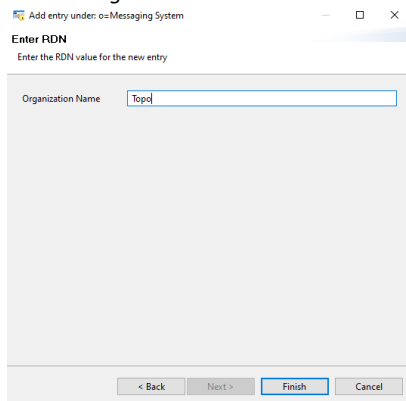 Add entry under: o=Messaging System
Enter RDN
Enter the RDN value for the new entry
Organization Name Topo
< Back Next > Finish Cancel